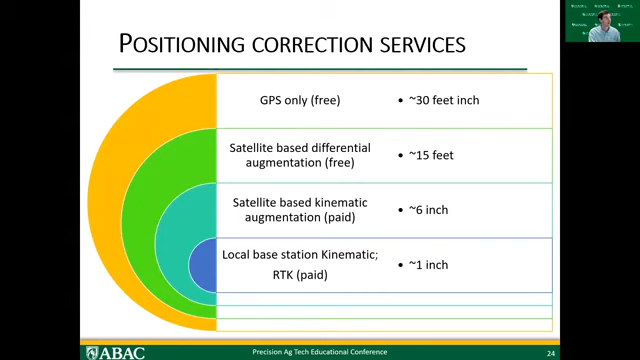 POSITIONING CORRECTION SERVICES
GPS only (free)
• ~30 feet inch
Satellite based differential
augmentation (free)
• ~15 feet
Satellite based kinematic
augmentation (paid)
• ~6 inch
Local base station Kinematic;
RTK (paid)
• ~1 inch
ABAC
Precision Ag Tech Educational Conference
24